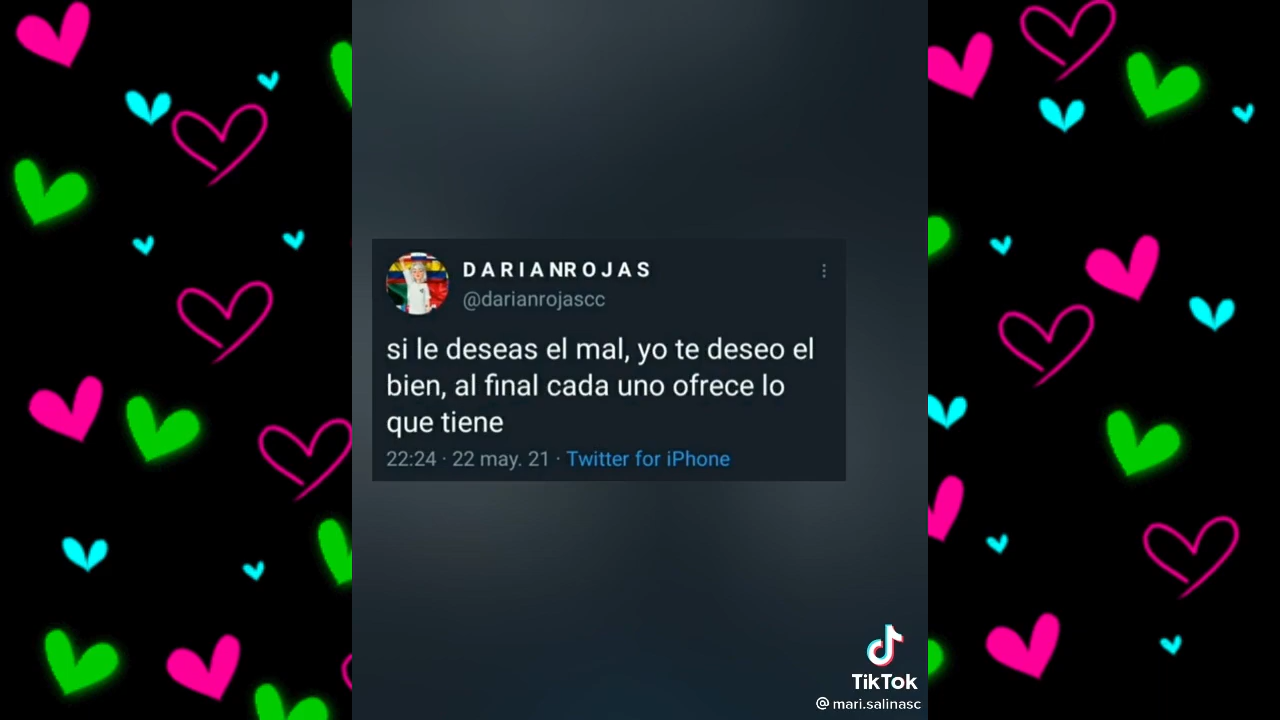 DARIANROJAS
@darianrojascc
si le deseas el mal, yo te deseo el
bien, al final cada uno ofrece lo
que tiene
22:24 · 22 may. 21 · Twitter for iPhone
TikTok
@mari.salinasc